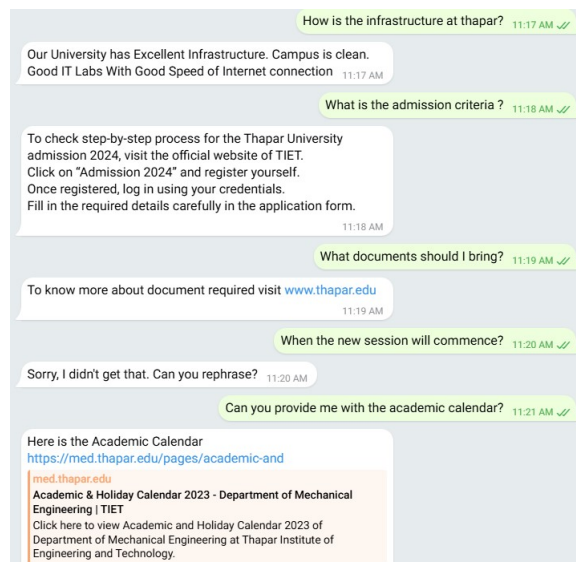 How is the infrastructure at thapar? 11:17 AM
Our University has Excellent Infrastructure. Campus is clean.
Good IT Labs With Good Speed of Internet connection 11:17 AM
What is the admission criteria ? 11:18 AM
To check step-by-step process for the Thapar University
admission 2024, visit the official website of TIET.
Click on “Admission 2024” and register yourself.
Once registered, log in using your credentials.
Fill in the required details carefully in the application form.
11:18 AM
What documents should I bring? 11:19 AM
To know more about document required visit www.thapar.edu
11:19 AM
When the new session will commence? 11:20 AM
Sorry, I didn't get that. Can you rephrase? 11:20 AM
Can you provide me with the academic calendar? 11:21 AM
Here is the Academic Calendar
https://med.thapar.edu/pages/academic-and
med.thapar.edu
Academic & Holiday Calendar 2023 - Department of Mechanical
Engineering | TIET
Click here to view Academic and Holiday Calendar 2023 of
Department of Mechanical Engineering at Thapar Institute of
Engineering and Technology.